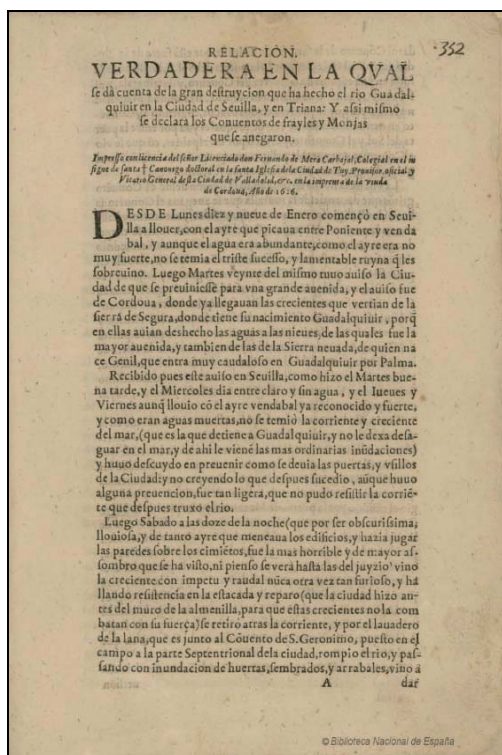 352
RELACION.
VERDADERA EN LA QVAL
se dà cuenta de la gran destruycion que ha hecho el rio Guadal-
quiuir en la Ciudad de Seuilla, y en Triana: Y assi mismo
se declara los Conuentos de frayles y Monjas
que se anegaron.
Impresso con licencia del señor Licenciado don Fernando de Mera Carbajal, Colegial en el in
signe de santa † Canonego doctoral en la santa Iglesia dela Ciudad de Tuy, Prouisor, oficial, y
Vicario General desta Ciudad de Valladolid, &c. en la imprenta de la viuda
de Cordoua, Año de 1626.
DESDE Lunes diez y nueue de Enero començò en Seui-
lla a llouer, con el ayre que picaua entre Poniente y venda
bal, y aunque el agua era abundante, como el ayre era no
muy fuerte, no se temia el triste sucesso, y lamentable ruyna q̃ les
sobreuino. Luego Martes veynte del mismo tuuo auiso la Ciu-
dad de que se preuiniesse para vna grande auenida, y el auiso fue
de Cordoua, donde ya llegauan las crecientes que vertian de la
sierra de Segura, donde tiene su nacimiento Guadalquiuir, porq̃
en ellas auian deshecho las aguas a las nieues, de las quales fue la
mayor auenida, y tambien de las de la Sierra neuada, de quien na
ce Genil, que entra muy caudaloso en Guadalquiuir por Palma.
Recibido pues este auiso en Seuilla, como hizo el Martes bue-
na tarde, y el Miercoles dia entre claro y sin agua, y el Iueues y
Viernes aunq̃ llouio cõ el ayre vendabal ya reconocido y fuerte,
y como eran aguas muertas, no se temiò la corriente y creciente
del mar, (que es la que detiene a Guadalquiuir, y no le dexa desa-
guar en el mar, y de ahi le vienẽ las mas ordinarias inũdaciones)
y huuo descuydo en preuenir como se deuia las puertas, y vsillos
de la Ciudad: y no creyendo lo que despues sucedio, aũque huuo
alguna preuencion, fue tan ligera, que no pudo resistir la corriẽ-
te que despues truxo el rio.
Luego Sabado a las doze de la noche (que por ser obscurissima,
llouiosa, y de tanto ayre que meneaua los edificios, y hazia jugar
las paredes sobre los cimiẽtos, fue la mas horrible y de mayor as-
sombro que se ha visto, ni pienso se verà hasta las del juyzio) vino
la creciente con impetu y raudal nũca otra vez tan furioso, y ha
llando resistencia en la estacada y reparo (que la ciudad hizo an-
tes del muro de la almenilla, para que estas crecientes no la com
batan con su fuerça) se retiro atras la corriente, y por el lauadero
de la lana, que es junto al Cõuento de S. Geronimo, puesto en el
campo a la parte Septentrional dela ciudad, rompio el rio, y pas-
sando con inundacion de huertas, sembrados, y arrabales, vino à
A dar
© Biblioteca Nacional de España